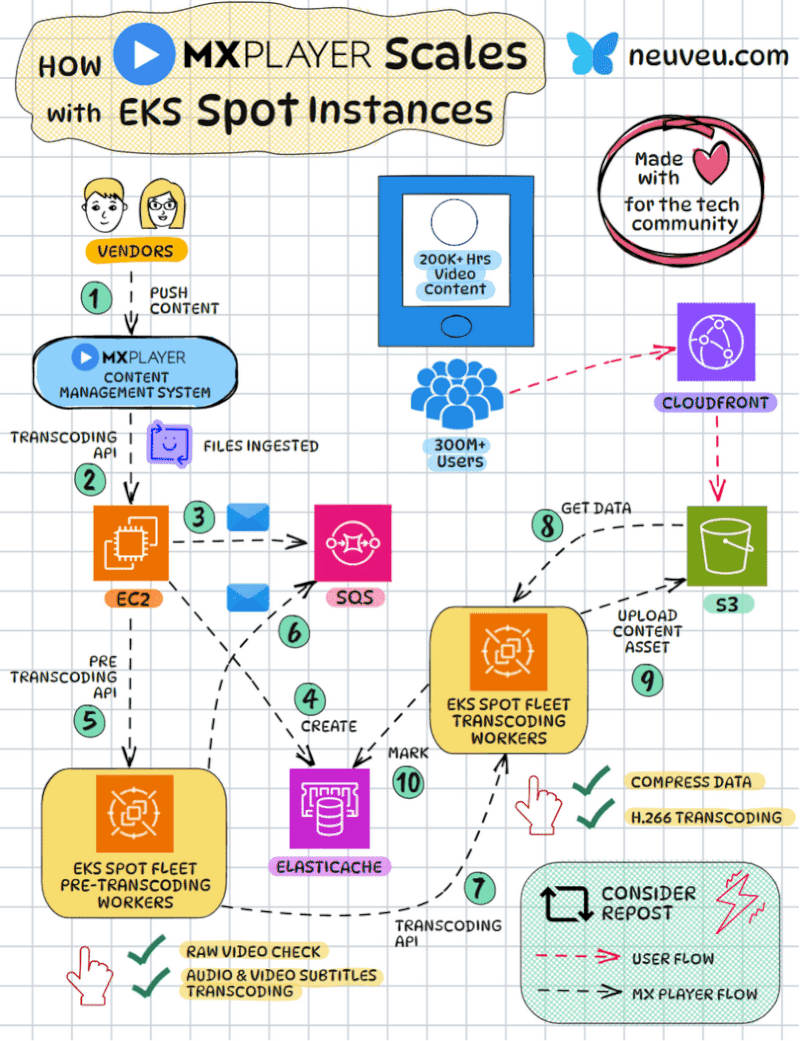 HOW MXPLAYER Scales
with EKS Spot Instances
neuveu.com
Made
with
for the tech
community
VENDORS
1
PUSH
CONTENT
200K+ Hrs
Video
Content
MXPLAYER
CONTENT
MANAGEMENT SYSTEM
300M+
Users
CLOUDFRONT
TRANSCODING
API
2
FILES INGESTED
3
EC2
SQS
6
8
GET DATA
S3
PRE
TRANSCODING
API
5
4
CREATE
EKS SPOT FLEET
TRANSCODING
WORKERS
UPLOAD
CONTENT
ASSET
9
MARK
10
EKS SPOT FLEET
PRE-TRANSCODING
WORKERS
ELASTICACHE
COMPRESS DATA
H.266 TRANSCODING
7
TRANSCODING
API
RAW VIDEO CHECK
AUDIO & VIDEO SUBTITLES
TRANSCODING
CONSIDER
REPOST
USER FLOW
MX PLAYER FLOW